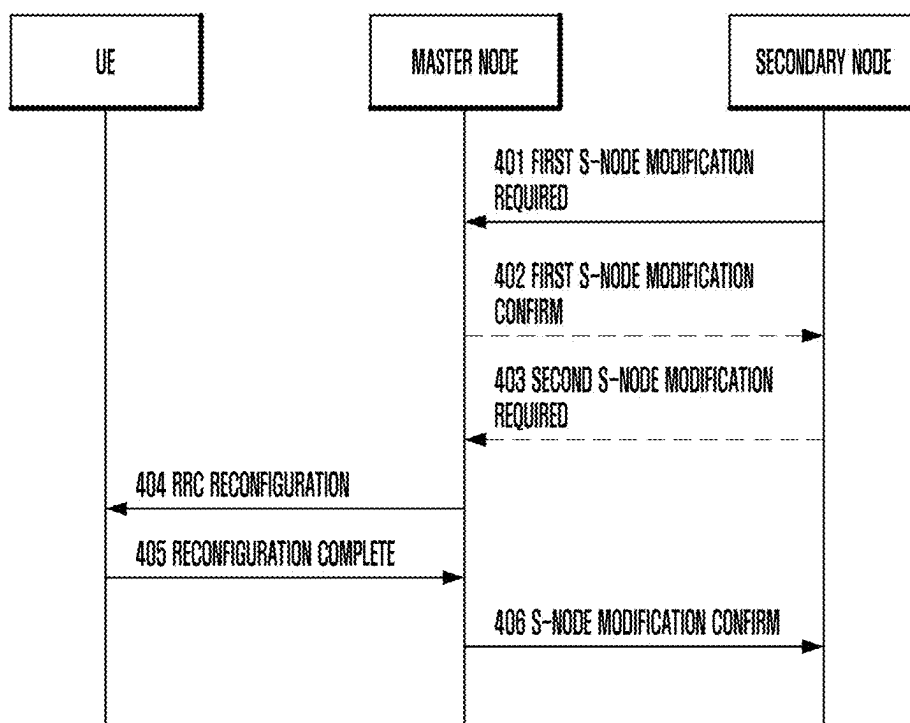 UE
MASTER NODE
SECONDARY NODE
401 FIRST S-NODE MODIFICATION
REQUIRED
402 FIRST S-NODE MODIFICATION
CONFIRM
403 SECOND S-NODE MODIFICATION
REQUIRED
404 RRC RECONFIGURATION
405 RECONFIGURATION COMPLETE
406 S-NODE MODIFICATION CONFIRM